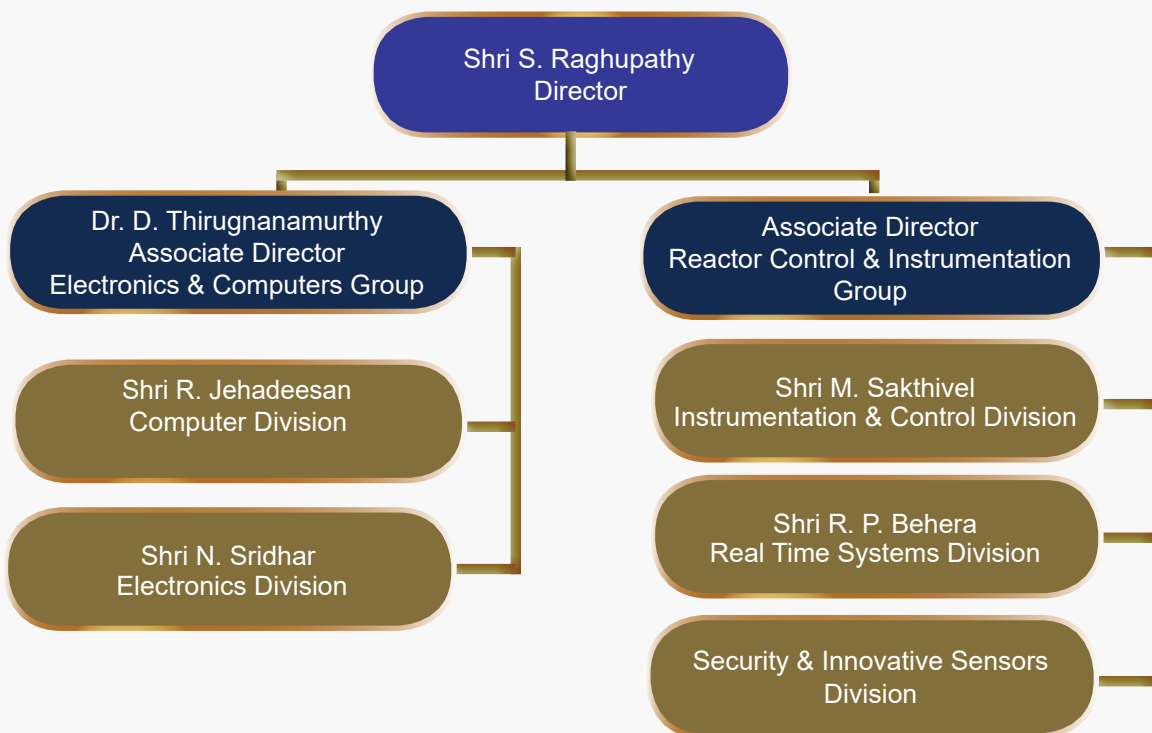 Shri S. Raghupathy
Director
Dr. D. Thirugnanamurthy
Associate Director
Electronics & Computers Group
Associate Director
Reactor Control & Instrumentation
Group
Shri R. Jehadeesan
Computer Division
Shri M. Sakthivel
Instrumentation & Control Division
Shri N. Sridhar
Electronics Division
Shri R. P. Behera
Real Time Systems Division
Security & Innovative Sensors
Division